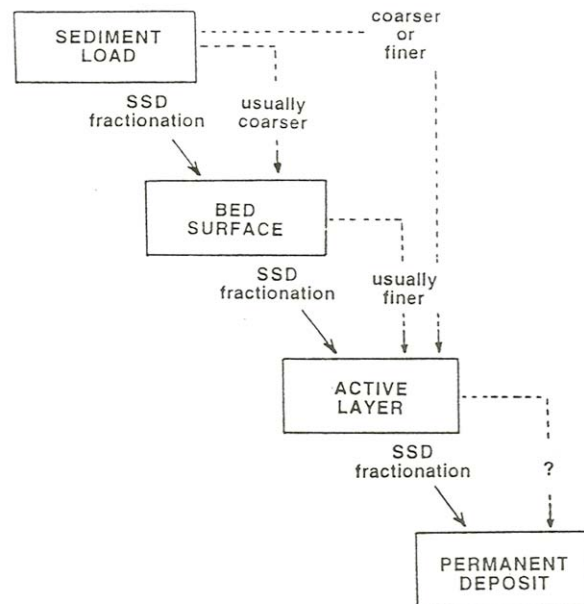 SEDIMENT
LOAD
coarser
or
finer
SSD
fractionation
usually
coarser
BED
SURFACE
SSD
fractionation
usually
finer
ACTIVE
LAYER
SSD
fractionation
?
PERMANENT
DEPOSIT